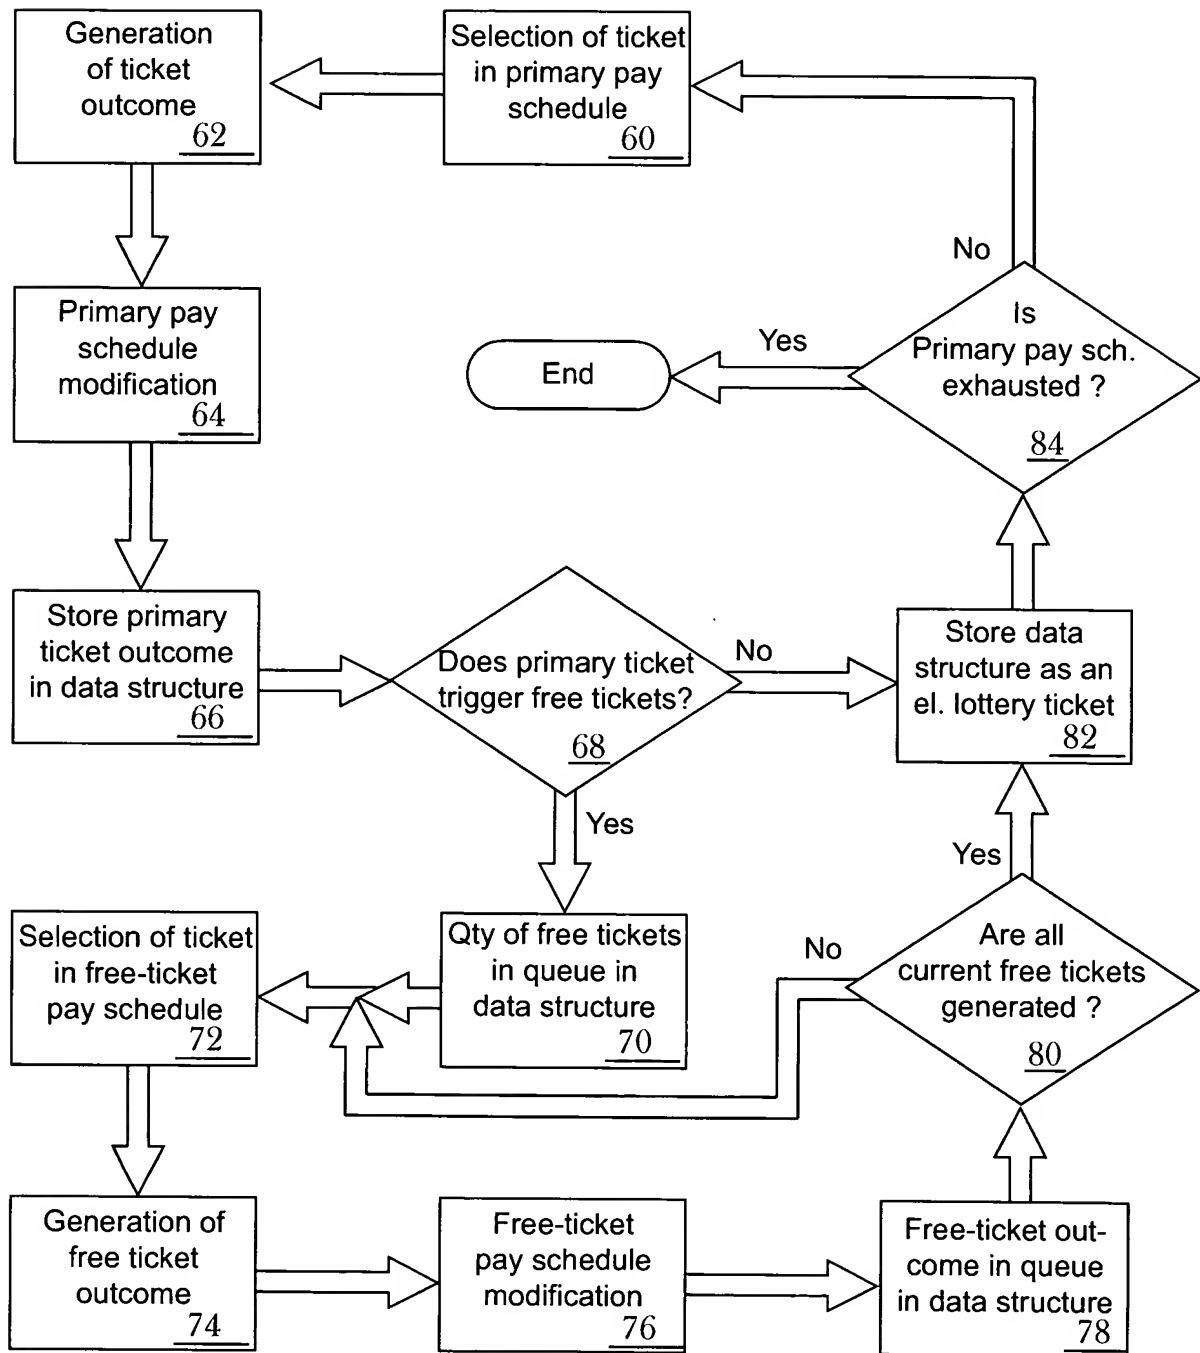 Generation
of ticket
outcome
62
Selection of ticket
in primary pay
schedule
60
No
Primary pay
schedule
modification
64
End
Yes
Is
Primary pay sch.
exhausted ?
84
Store primary
ticket outcome
in data structure
66
Does primary ticket
trigger free tickets?
68
No
Store data
structure as an
el. lottery ticket
82
Yes
Yes
Selection of ticket
in free-ticket
pay schedule
72
Qty of free tickets
in queue in
data structure
70
No
Are all
current free tickets
generated ?
80
Generation of
free ticket
outcome
74
Free-ticket
pay schedule
modification
76
Free-ticket out-
come in queue
in data structure
78